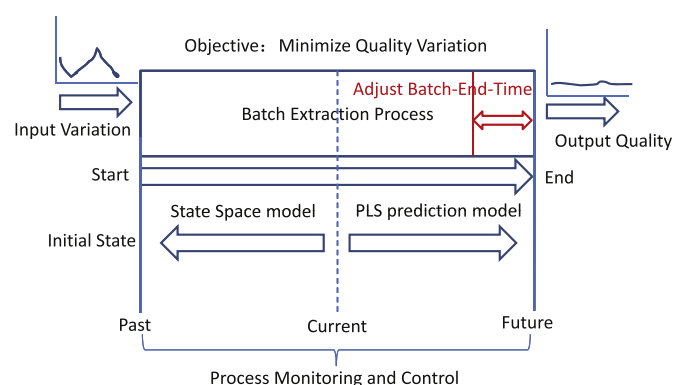 Objective： Minimize Quality Variation
Adjust Batch-End-Time
Batch Extraction Process
Input Variation
Output Quality
Start
End
State Space model
PLS prediction model
Initial State
Past
Current
Future
Process Monitoring and Control